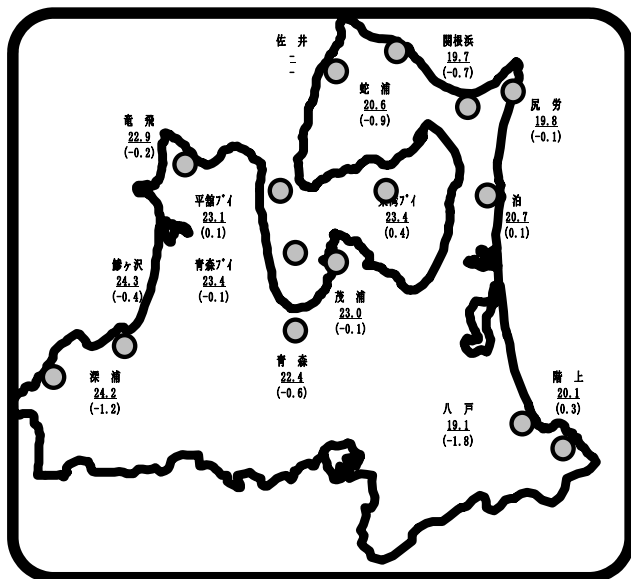 佐 井
-
-
関根浜
19.7
(-0.7)
蛇 浦
20.6
(-0.9)
尻 労
19.8
(-0.1)
竜 飛
22.9
(-0.2)
平舘ﾌﾞｲ
23.1
(0.1)
東湾ﾌﾞｲ
23.4
(0.4)
泊
20.7
(0.1)
鯵ヶ沢
24.3
(-0.4)
青森ﾌﾞｲ
23.4
(-0.1)
茂 浦
23.0
(-0.1)
深 浦
24.2
(-1.2)
青 森
22.4
(-0.6)
八 戸
19.1
(-1.8)
階 上
20.1
(0.3)